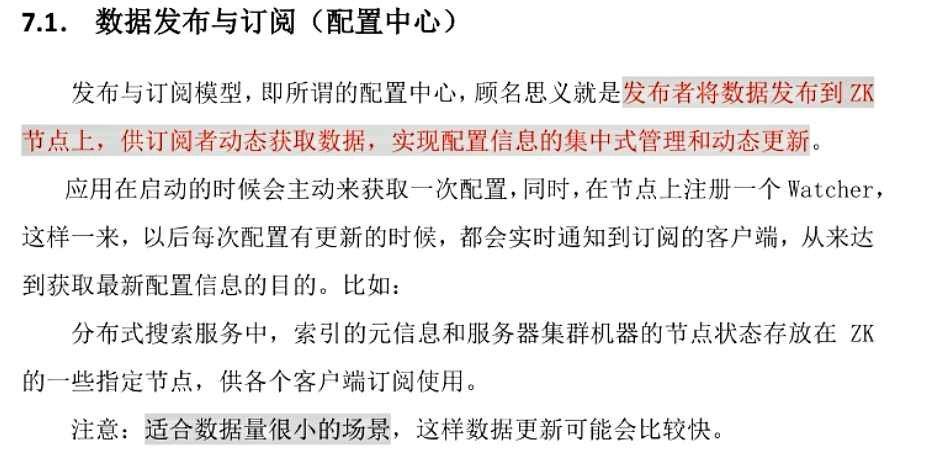 7.1. 数据发布与订阅（配置中心）
发布与订阅模型，即所谓的配置中心，顾名思义就是发布者将数据发布到 ZK
节点上，供订阅者动态获取数据，实现配置信息的集中式管理和动态更新。
应用在启动的时候会主动来获取一次配置，同时，在节点上注册一个 Watcher，
这样一来，以后每次配置有更新的时候，都会实时通知到订阅的客户端，从来达
到获取最新配置信息的目的。比如：
分布式搜索服务中，索引的元信息和服务器集群机器的节点状态存放在 ZK
的一些指定节点，供各个客户端订阅使用。
注意：适合数据量很小的场景，这样数据更新可能会比较快。